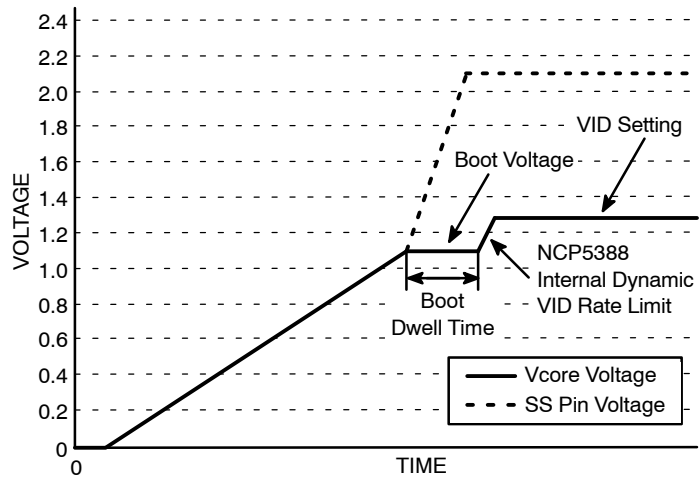 2.4
2.2
2.0
1.8
1.6
1.4
1.2
1.0
0.8
0.6
0.4
0.2
0
0
VOLTAGE
TIME
VID Setting
Boot Voltage
NCP5388
Internal Dynamic
VID Rate Limit
Boot
Dwell Time
Vcore Voltage
SS Pin Voltage